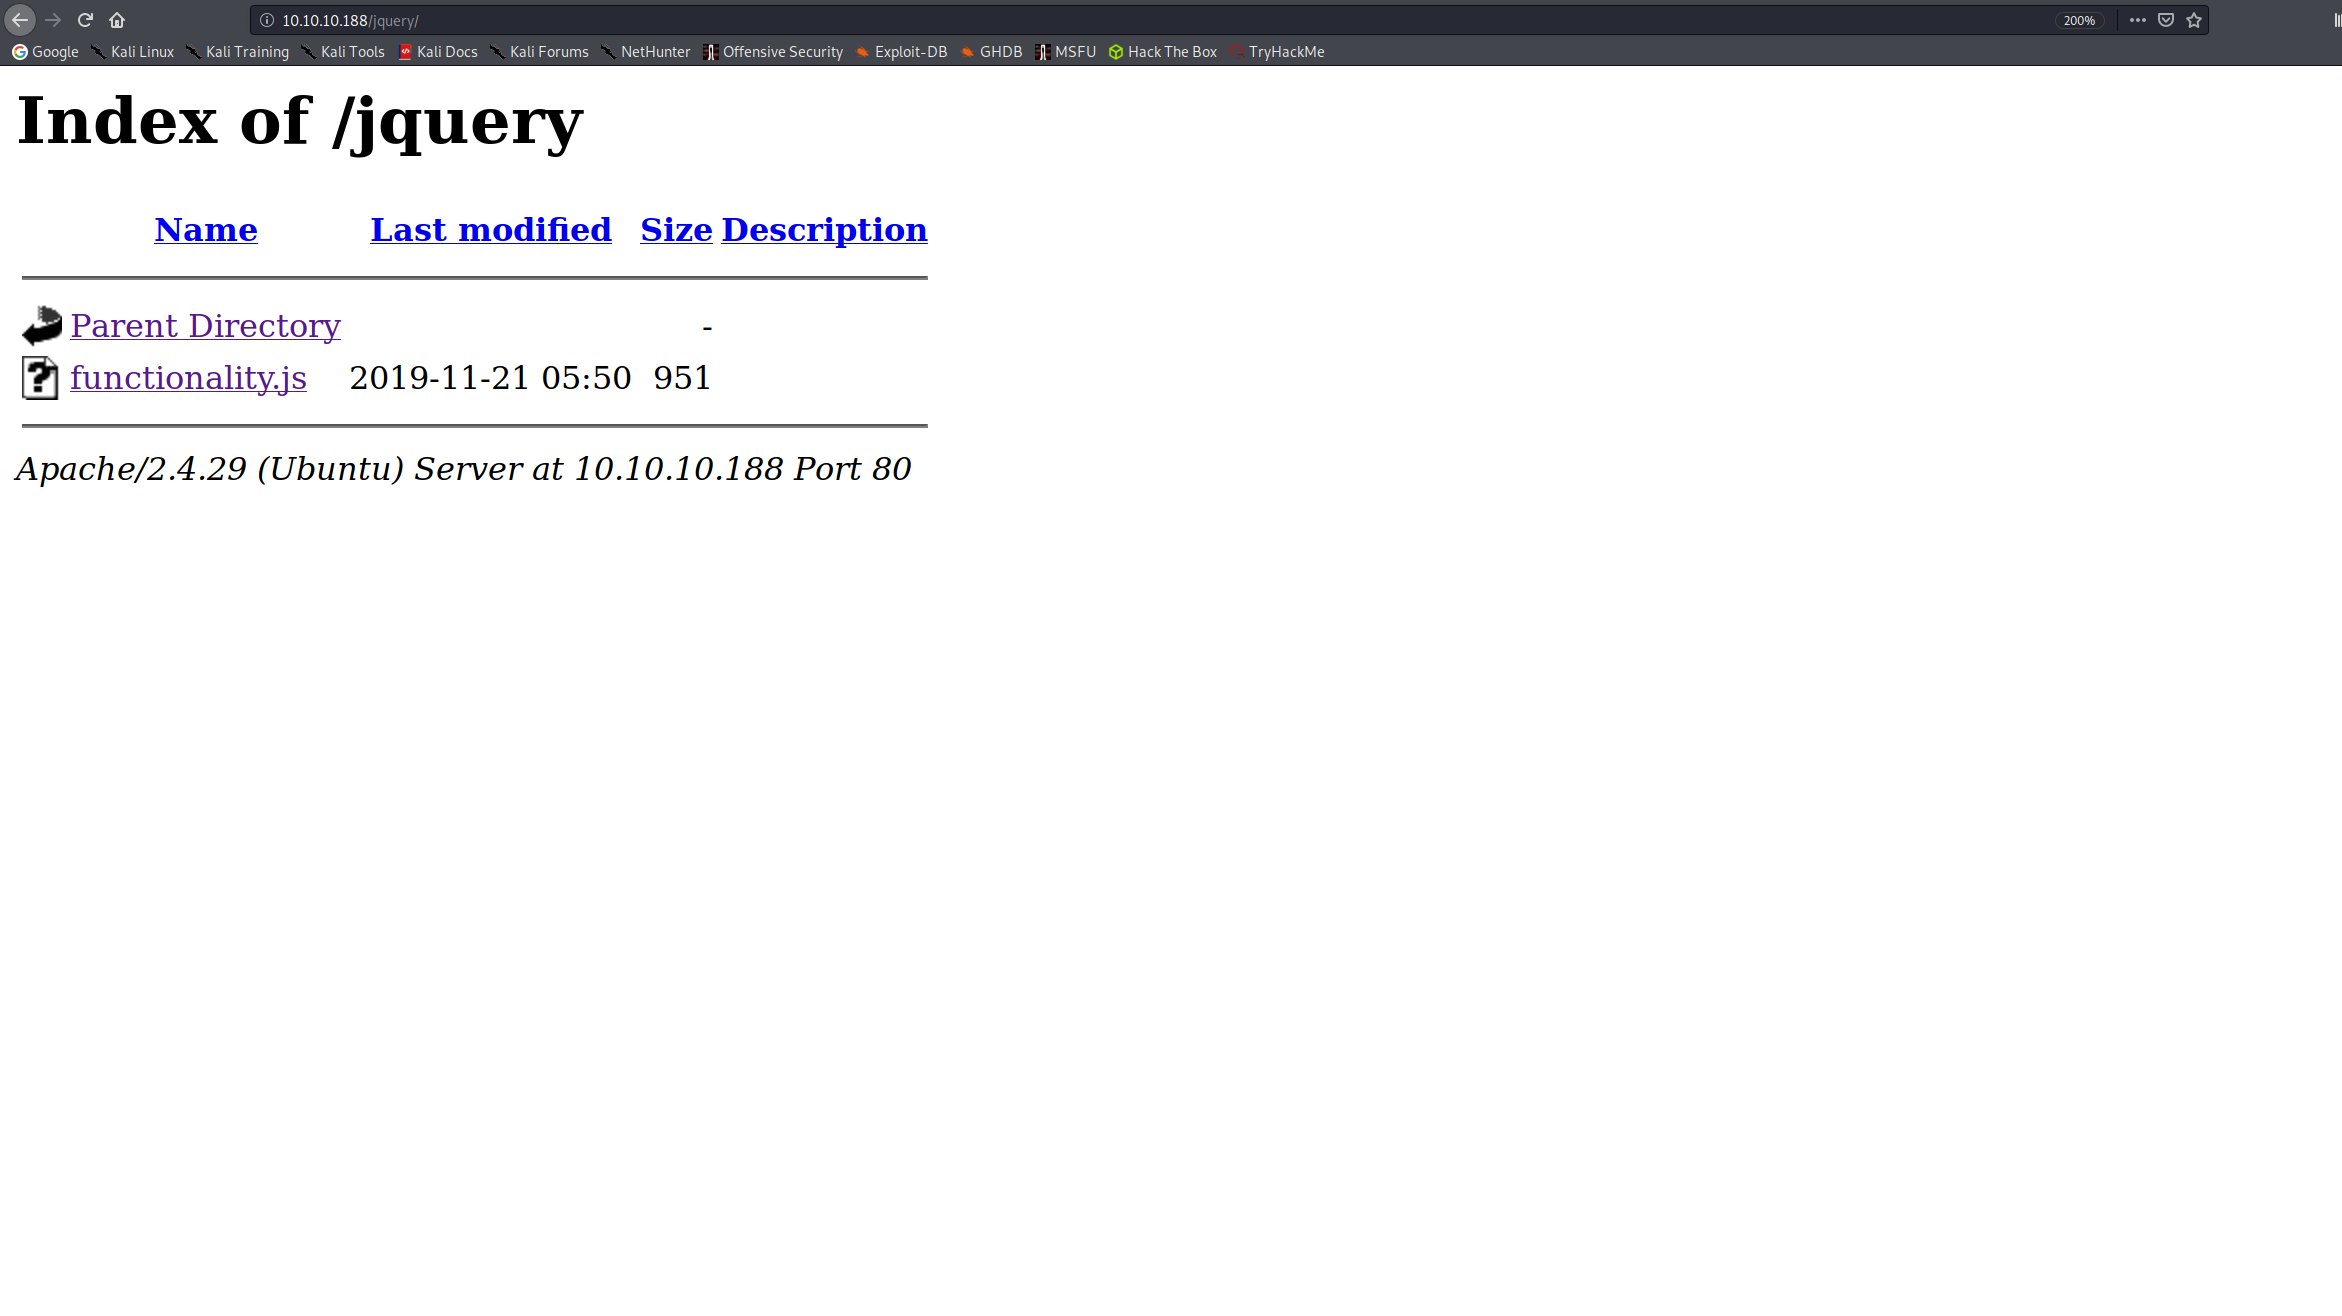 10.10.10.188/jquery/ 200%
Google Kali Linux Kali Training Kali Tools Kali Docs Kali Forums NetHunter Offensive Security Exploit-DB GHDB MSFU Hack The Box TryHackMe
Index of /jquery
Name Last modified Size Description
Parent Directory -
functionality.js 2019-11-21 05:50 951
Apache/2.4.29 (Ubuntu) Server at 10.10.10.188 Port 80